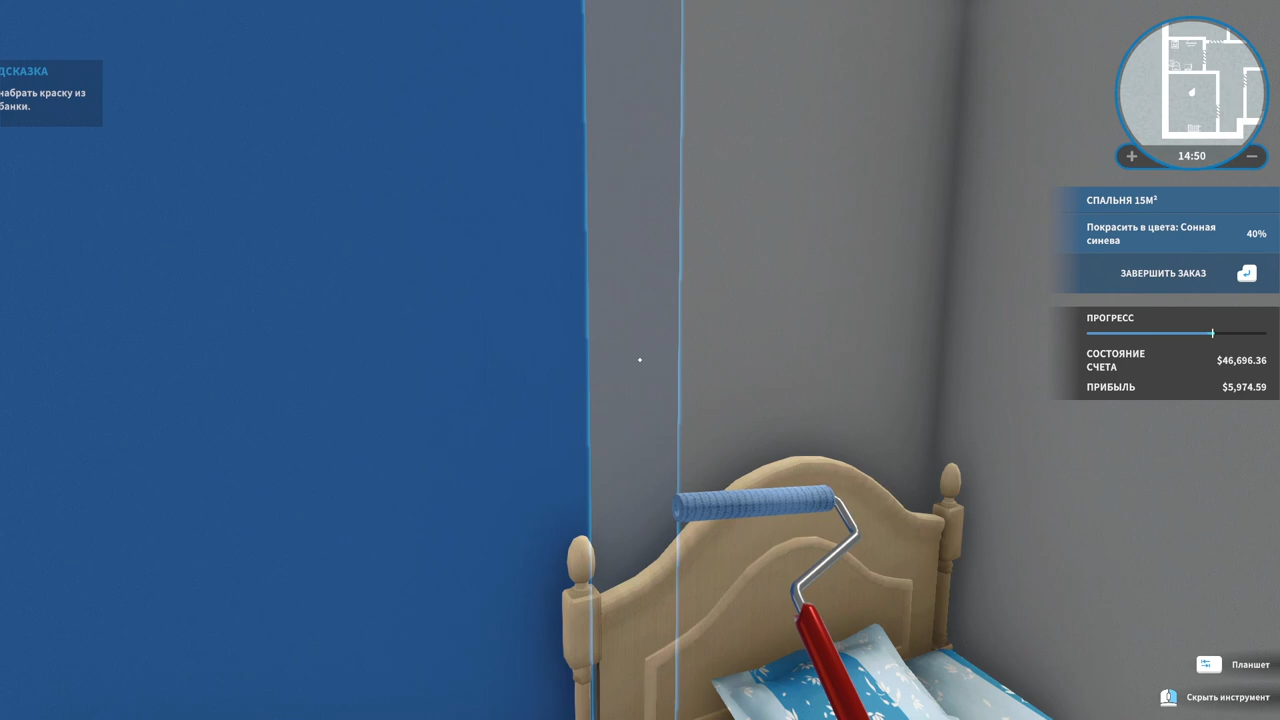 ДСКАЗКА
набрать краску из
банки.
14:50
СПАЛЬНЯ 15М²
Покрасить в цвета: Сонная
синева
40%
ЗАВЕРШИТЬ ЗАКАЗ
ПРОГРЕСС
СОСТОЯНИЕ
СЧЕТА
$46,696.36
ПРИБЫЛЬ
$5,974.59
Планшет
Скрыть инструмент